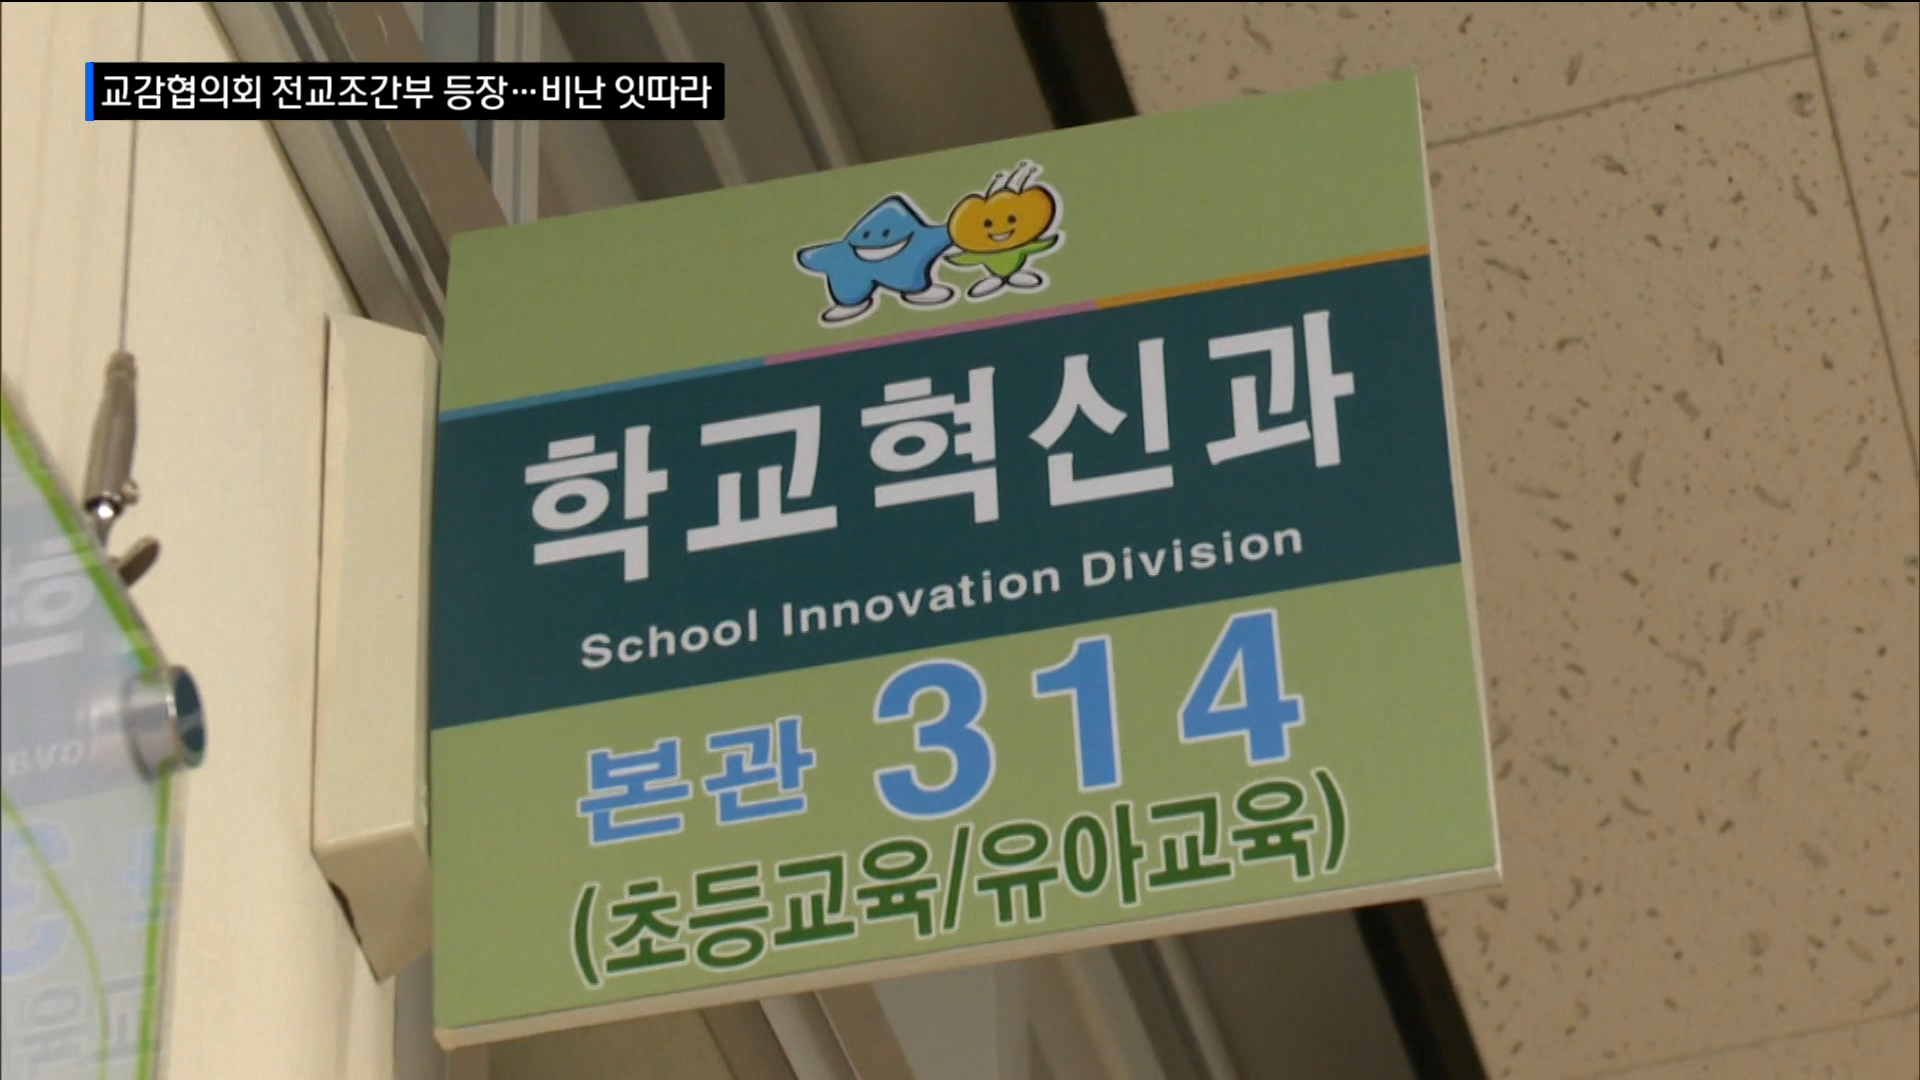 교감협의회 전교조간부 등장…비난 잇따라
학교혁신과
School Innovation Division
본관 314
(초등교육/유아교육)